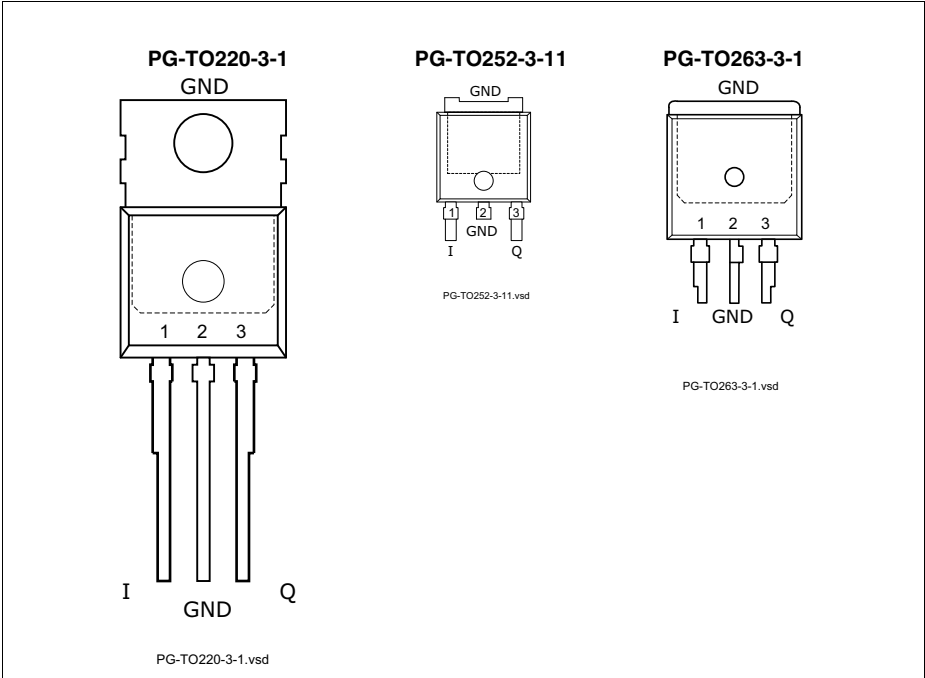 PG-TO220-3-1
GND
1 2 3
I
GND
Q
PG-TO220-3-1.vsd
PG-TO252-3-11
GND
1 2 3
GND
I Q
PG-TO252-3-11.vsd
PG-TO263-3-1
GND
1 2 3
I GND Q
PG-TO263-3-1.vsd